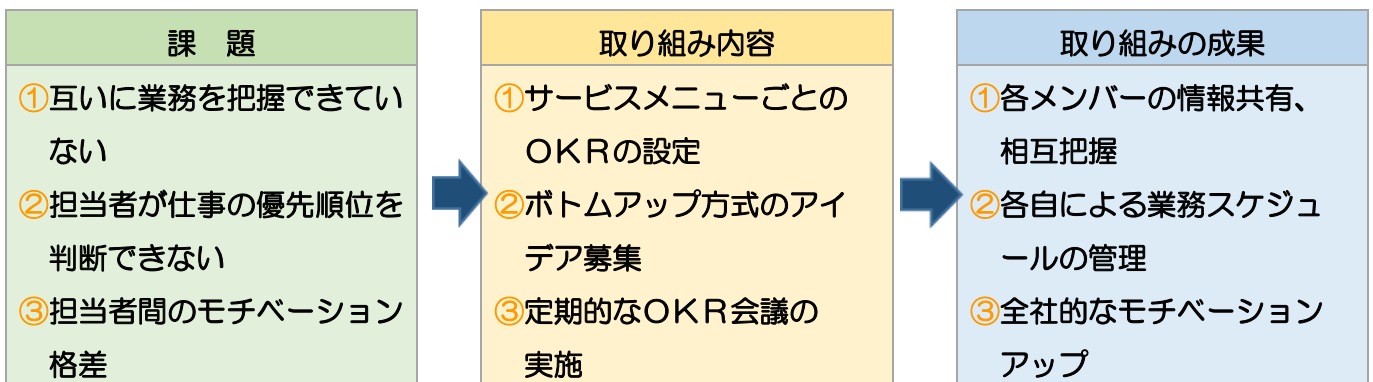 課　題
①互いに業務を把握できてい
ない
②担当者が仕事の優先順位を
判断できない
③担当者間のモチベーション
格差
取り組み内容
①サービスメニューごとの
ＯＫＲの設定
②ボトムアップ方式のアイ
デア募集
③定期的なＯＫＲ会議の
実施
取り組みの成果
①各メンバーの情報共有、
相互把握
②各自による業務スケジュ
ールの管理
③全社的なモチベーション
アップ